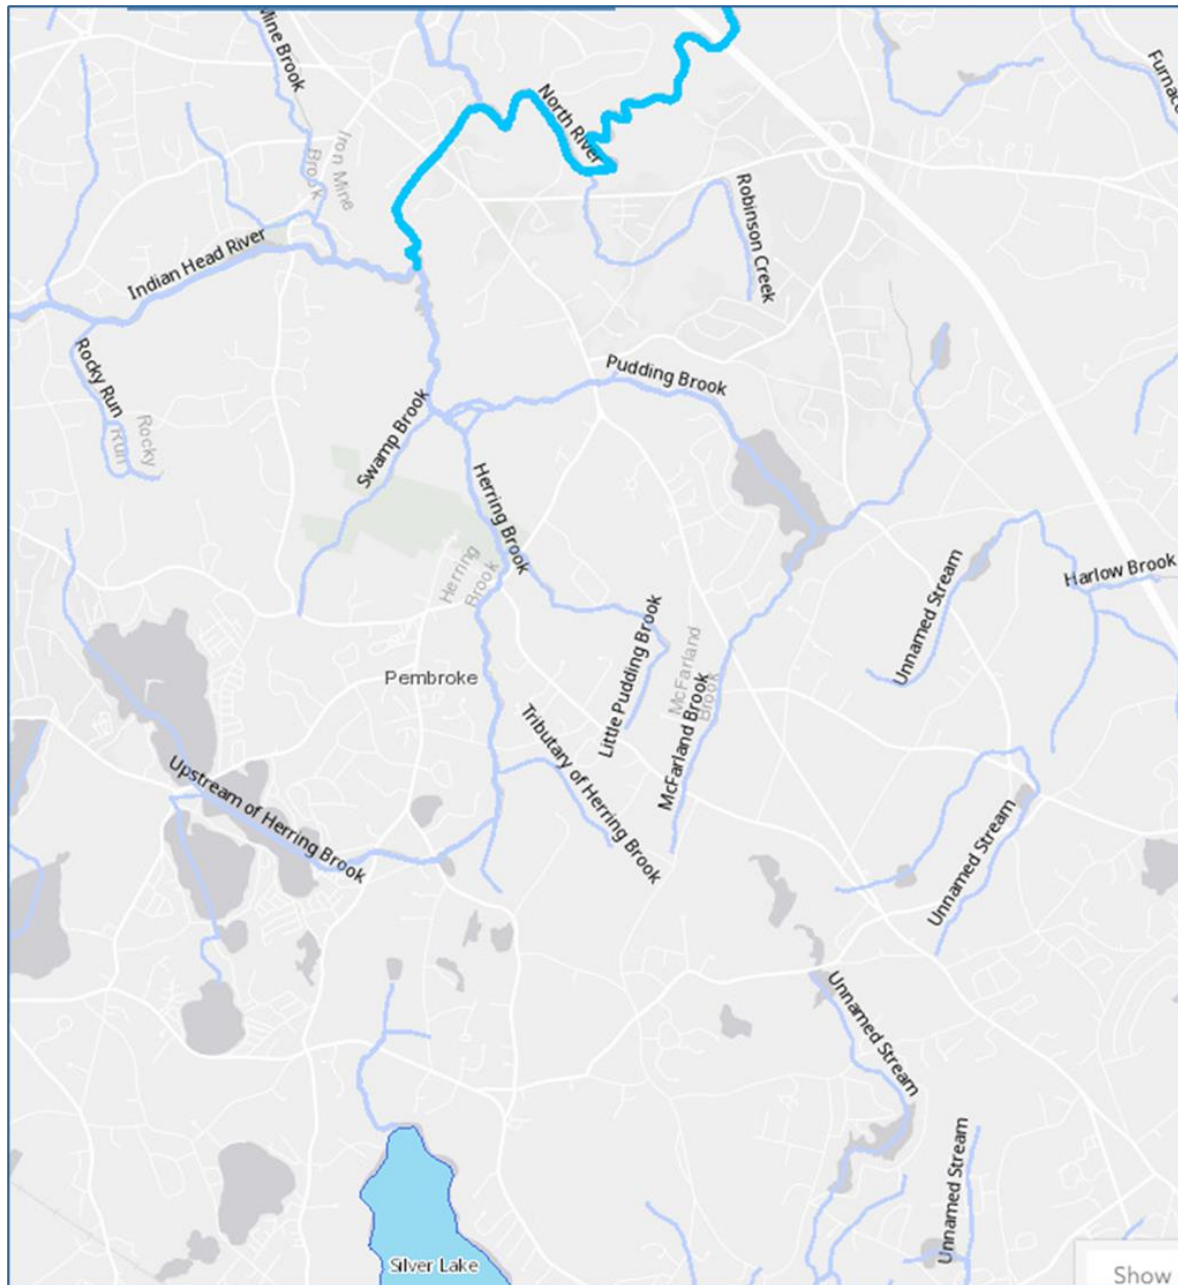 Mine Brook
Furnac
North River
Iron Mine
Brook
Robinson Creek
Indian Head River
Rocky Run
Rocky
Run
Pudding Brook
Swamp Brook
Herring Brook
Herring
Brook
Harlow Brook
Unnamed Stream
Little Pudding Brook
McFarland
Brook
McFarland Brook
Pembroke
Tributary of Herring Brook
Upstream of Herring Brook
Unnamed Stream
Unnamed Stream
Unnamed Stream
Silver Lake
Show